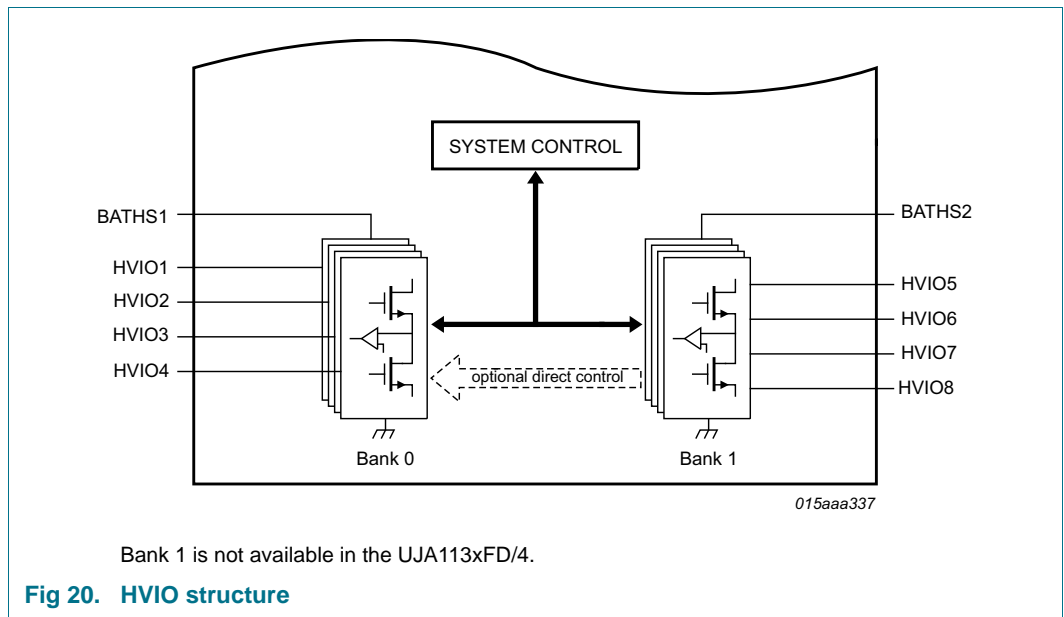 SYSTEM CONTROL
BATHS1
BATHS2
HVIO1
HVIO2
HVIO3
HVIO4
HVIO5
HVIO6
HVIO7
HVIO8
optional direct control
Bank 0
Bank 1
015aaa337
Bank 1 is not available in the UJA113xFD/4.
Fig 20. HVIO structure